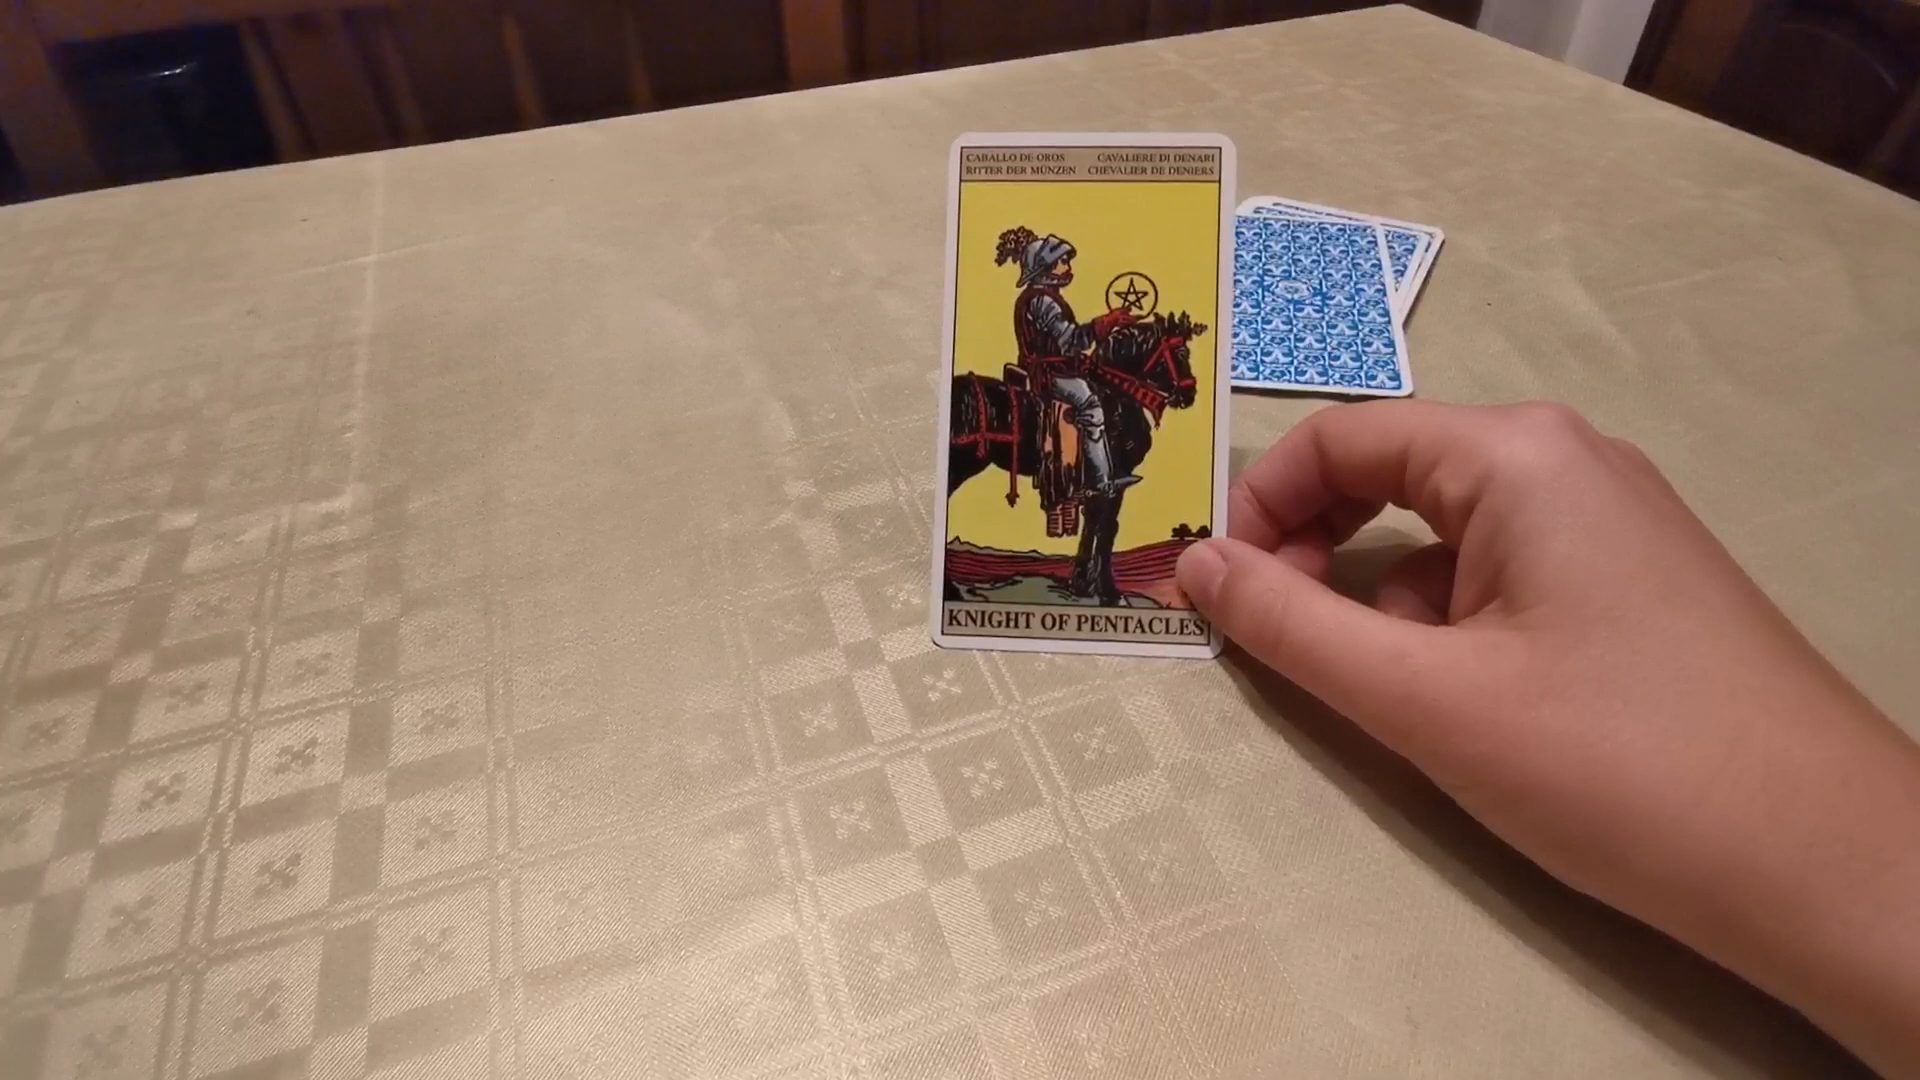 CABALLO DE OROS CAVALIERE DI DENARI
RITTER DER MÜNZEN CHEVALIER DE DENIERS
KNIGHT OF PENTACLES